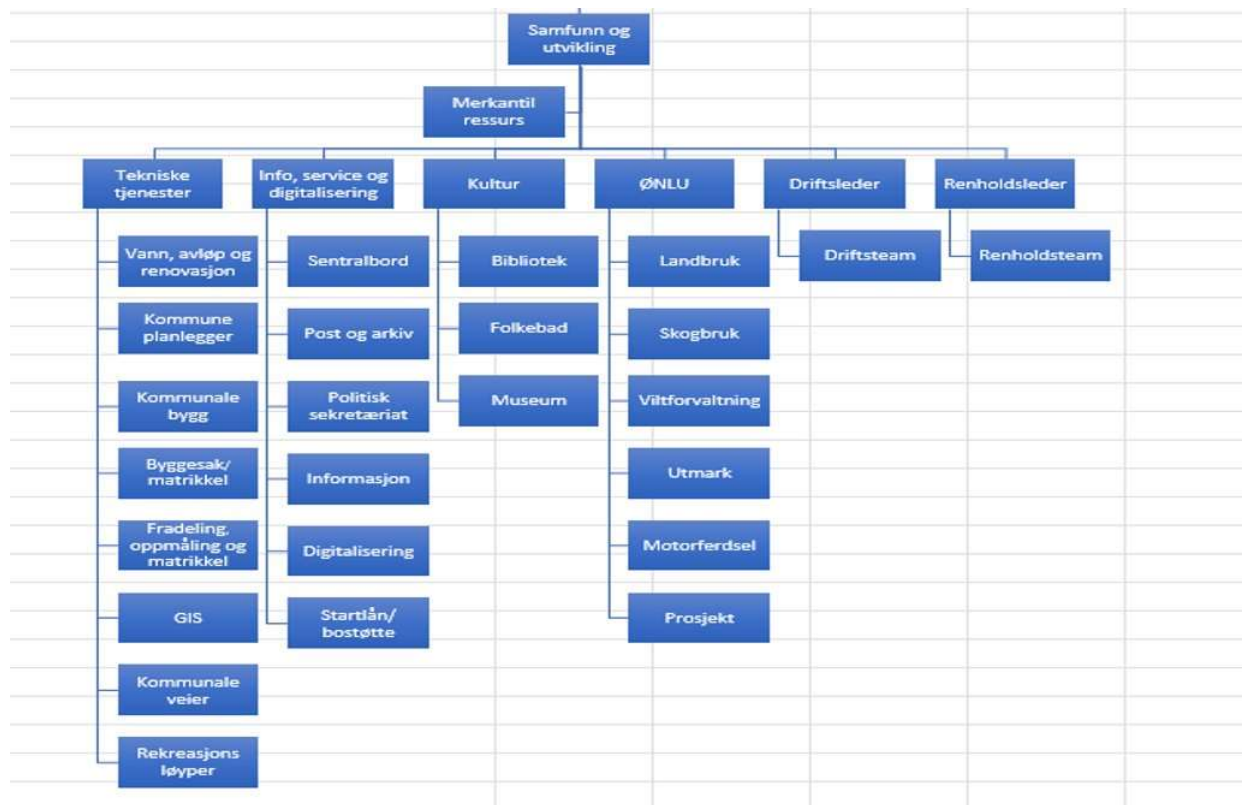 Samfunn og
utvikling
Merkantil
ressurs
Tekniske
tjenester
Info, service og
digitalisering
Kultur
ØNLU
Driftsleder
Renholdsleder
Vann, avløp og
renovasjon
Kommune
planlegger
Kommunale
bygg
Byggesak/
matrikkel
Fradeling,
oppmåling og
matrikkel
GIS
Kommunale
veier
Rekreasjons
løyper
Sentralbord
Post og arkiv
Politisk
sekretæriat
Informasjon
Digitalisering
Startlån/
bostøtte
Bibliotek
Folkebad
Museum
Landbruk
Skogbruk
Viltforvaltning
Utmark
Motorferdsel
Prosjekt
Driftsteam
Renholdsteam